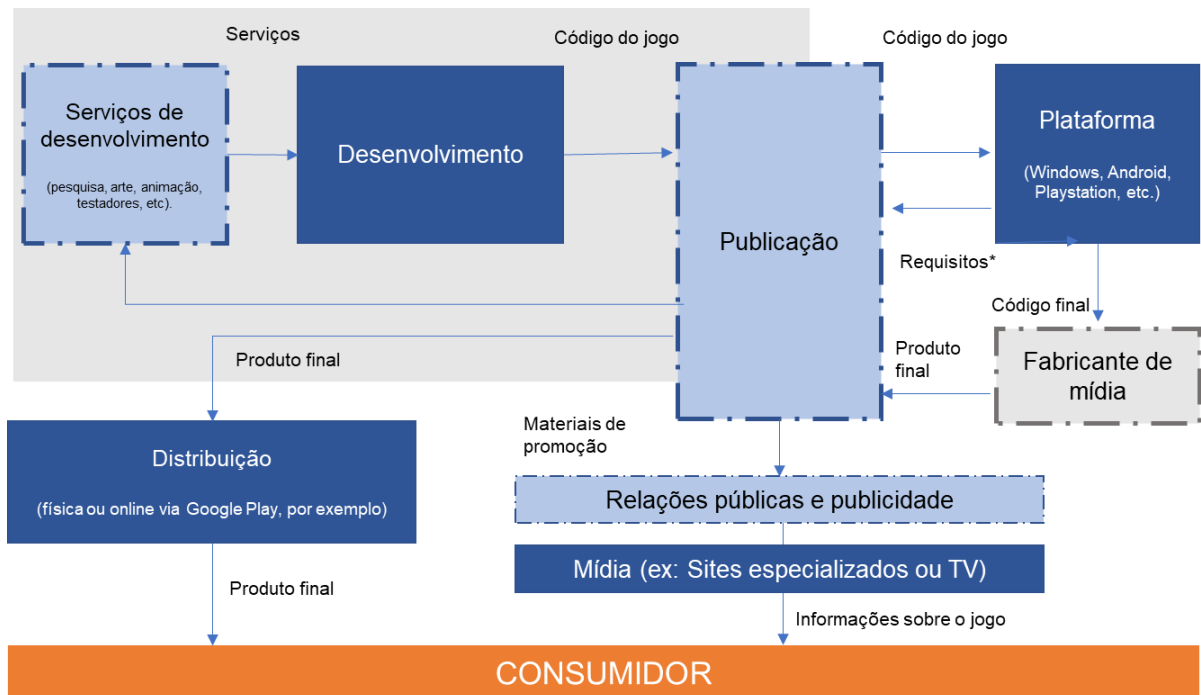 Serviços
Código do jogo
Código do jogo
Serviços de
desenvolvimento
(pesquisa, arte, animação,
testadores, etc).
Desenvolvimento
Publicação
Plataforma
(Windows, Android,
Playstation, etc.)
Requisitos*
Código final
Produto
final
Fabricante de
mídia
Produto final
Materiais de
promoção
Distribuição
(física ou online via Google Play, por exemplo)
Relações públicas e publicidade
Mídia (ex: Sites especializados ou TV)
Produto final
Informações sobre o jogo
CONSUMIDOR